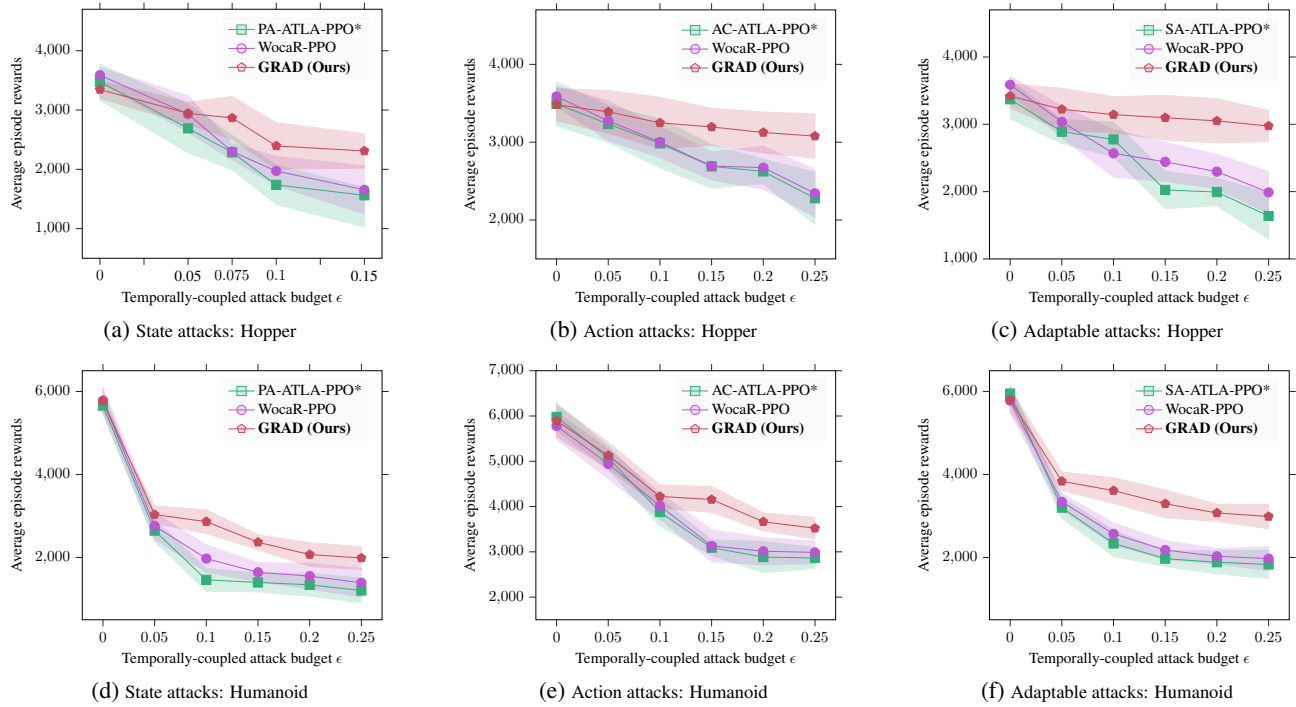 4,000
3,000
2,000
1,000
Average episode rewards
PA-ATLA-PPO*
WocaR-PPO
GRAD (Ours)
0 0.05 0.075 0.1 0.15
Temporally-coupled attack budget ϵ
(a) State attacks: Hopper
4,000
3,000
2,000
Average episode rewards
AC-ATLA-PPO*
WocaR-PPO
GRAD (Ours)
0 0.05 0.1 0.15 0.2 0.25
Temporally-coupled attack budget ϵ
(b) Action attacks: Hopper
4,000
3,000
2,000
1,000
Average episode rewards
SA-ATLA-PPO*
WocaR-PPO
GRAD (Ours)
0 0.05 0.1 0.15 0.2 0.25
Temporally-coupled attack budget ϵ
(c) Adaptable attacks: Hopper
6,000
4,000
2,000
Average episode rewards
PA-ATLA-PPO*
WocaR-PPO
GRAD (Ours)
0 0.05 0.1 0.15 0.2 0.25
Temporally-coupled attack budget ϵ
(d) State attacks: Humanoid
7,000
6,000
5,000
4,000
3,000
2,000
Average episode rewards
AC-ATLA-PPO*
WocaR-PPO
GRAD (Ours)
0 0.05 0.1 0.15 0.2 0.25
Temporally-coupled attack budget ϵ
(e) Action attacks: Humanoid
6,000
4,000
2,000
Average episode rewards
SA-ATLA-PPO*
WocaR-PPO
GRAD (Ours)
0 0.05 0.1 0.15 0.2 0.25
Temporally-coupled attack budget ϵ
(f) Adaptable attacks: Humanoid